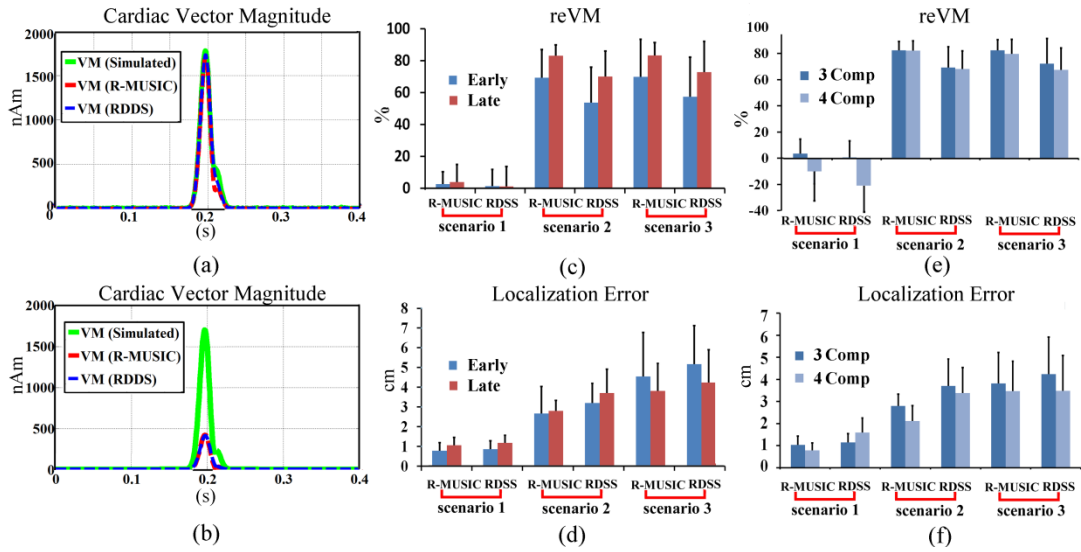 Cardiac Vector Magnitude
nAm
2000
1500
1000
500
0
VM (Simulated)
VM (R-MUSIC)
VM (RDDS)
0 0.1 0.2 0.3 0.4
(s)
(a)
reVM
%
100
80
60
40
20
0
Early
Late
R-MUSIC RDSS R-MUSIC RDSS R-MUSIC RDSS
scenario 1 scenario 2 scenario 3
(c)
reVM
%
100
80
60
40
20
0
-20
-40
3 Comp
4 Comp
R-MUSIC RDSS R-MUSIC RDSS R-MUSIC RDSS
scenario 1 scenario 2 scenario 3
(e)
Cardiac Vector Magnitude
nAm
2000
1500
1000
500
0
VM (Simulated)
VM (R-MUSIC)
VM (RDDS)
0 0.1 0.2 0.3 0.4
(s)
(b)
Localization Error
cm
8
7
6
5
4
3
2
1
0
Early
Late
R-MUSIC RDSS R-MUSIC RDSS R-MUSIC RDSS
scenario 1 scenario 2 scenario 3
(d)
Localization Error
cm
7
6
5
4
3
2
1
0
3 Comp
4 Comp
R-MUSIC RDSS R-MUSIC RDSS R-MUSIC RDSS
scenario 1 scenario 2 scenario 3
(f)